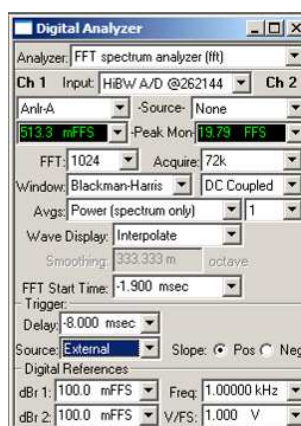 Digital Analyzer
Analyzer: FFT spectrum analyzer (fft)
Ch 1 Input: HiBW A/D @262144 Ch 2
Anlr-A -Source- None
513.3 mFFS -Peak Mon- 19.79 FFS
FFT: 1024 Acquire: 72k
Window: Blackman-Harris DC Coupled
Avgs: Power (spectrum only) 1
Wave Display: Interpolate
Smoothing: 333.333 m octave
FFT Start Time: -1.900 msec
Trigger:
Delay: -8.000 msec
Source: External Slope: Pos Neg
Digital References
dBr 1: 100.0 mFFS Freq: 1.00000 kHz
dBr 2: 100.0 mFFS V/FS: 1.000 V